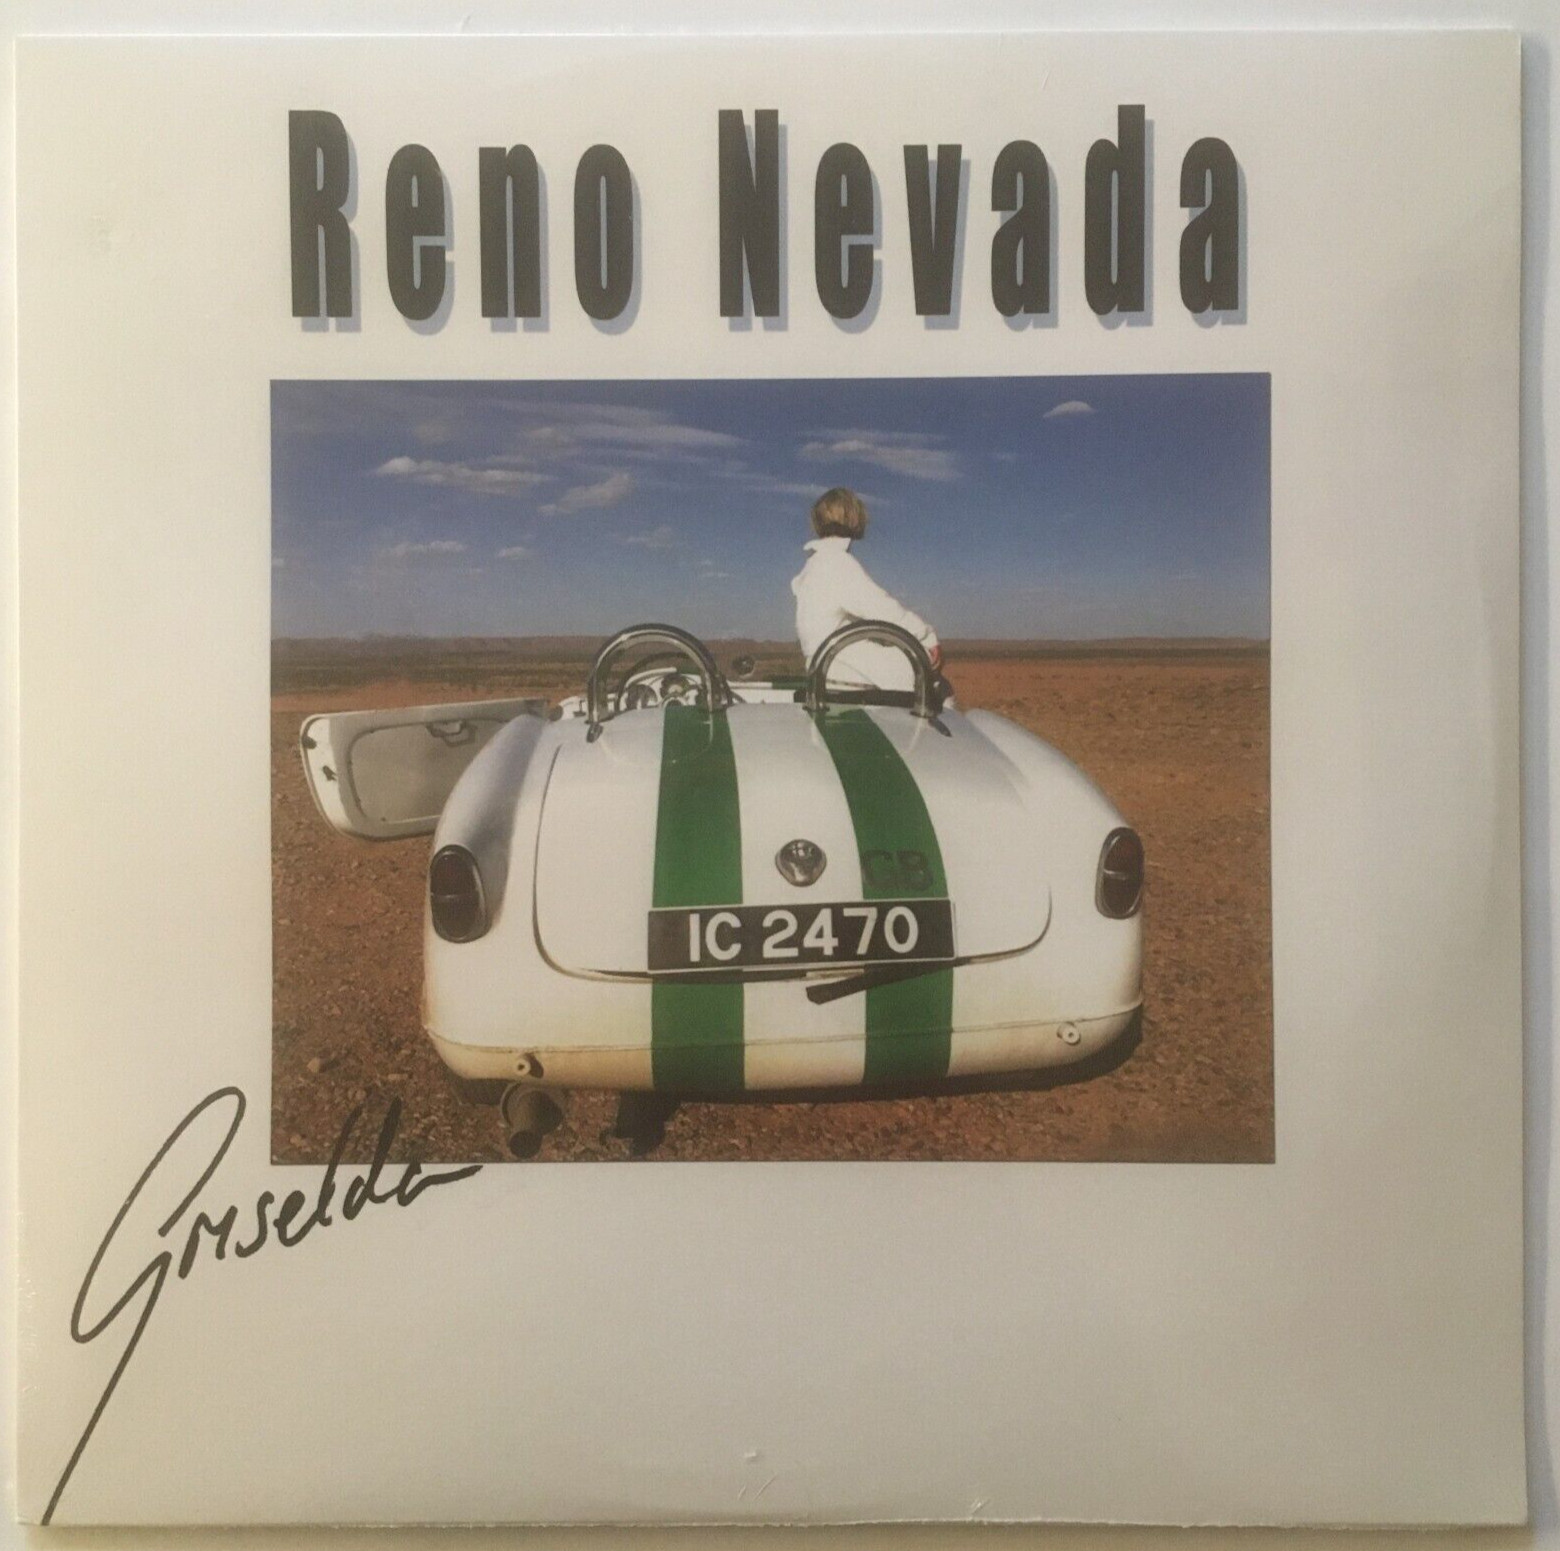 Reno Nevada
GB
IC 2470
Griselda